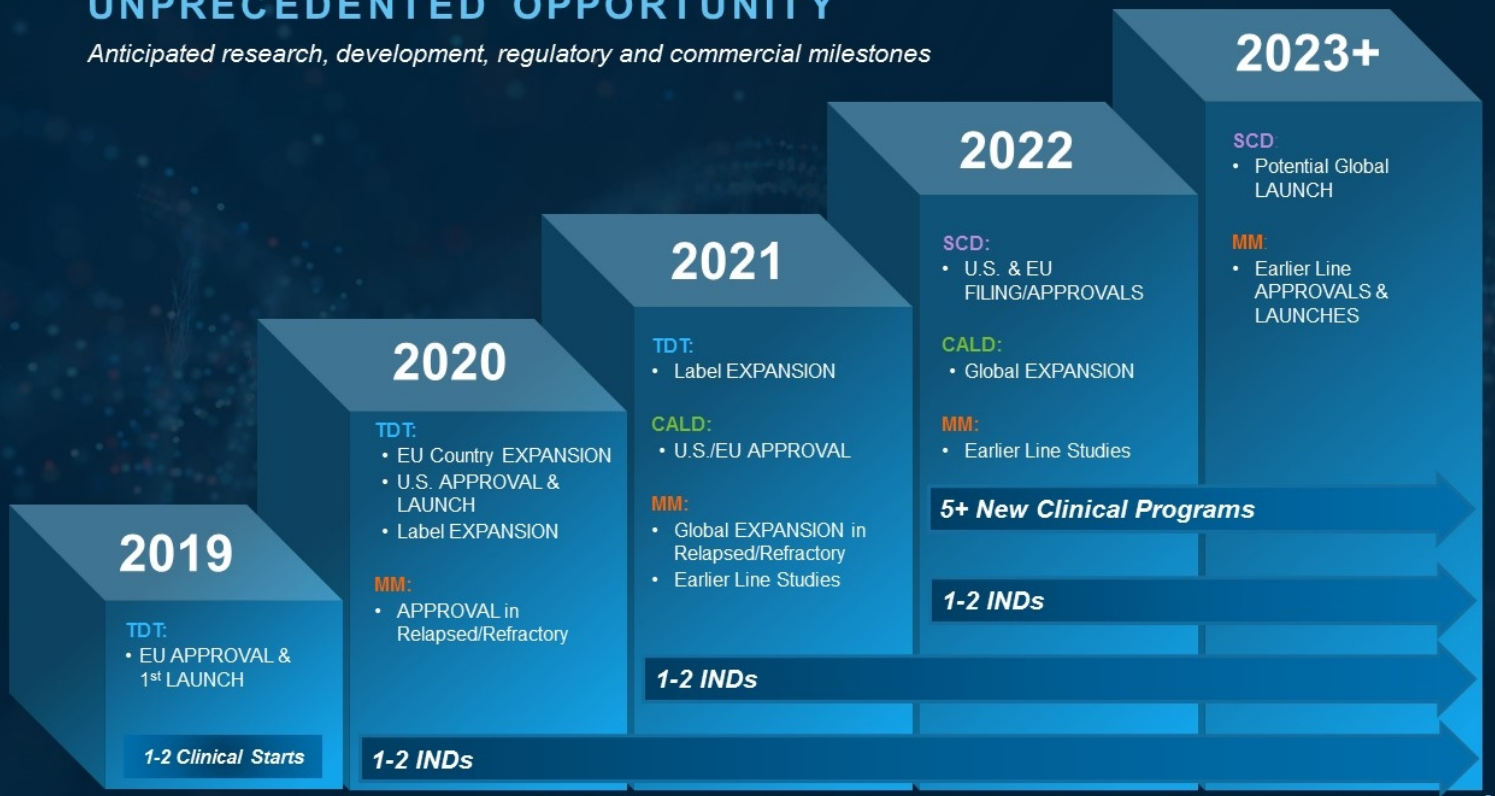 UNPRECEDENTED OPPORTUNITY
Anticipated research, development, regulatory and commercial milestones
2019
TDT:
• EU APPROVAL &
1st LAUNCH
1-2 Clinical Starts
2020
TDT:
• EU Country EXPANSION
• U.S. APPROVAL &
LAUNCH
• Label EXPANSION
MM:
• APPROVAL in
Relapsed/Refractory
1-2 INDs
2021
TDT:
• Label EXPANSION
CALD:
• U.S./EU APPROVAL
MM:
• Global EXPANSION in
Relapsed/Refractory
• Earlier Line Studies
1-2 INDs
2022
SCD:
• U.S. & EU
FILING/APPROVALS
CALD:
• Global EXPANSION
MM:
• Earlier Line Studies
5+ New Clinical Programs
1-2 INDs
2023+
SCD:
• Potential Global
LAUNCH
MM:
• Earlier Line
APPROVALS &
LAUNCHES